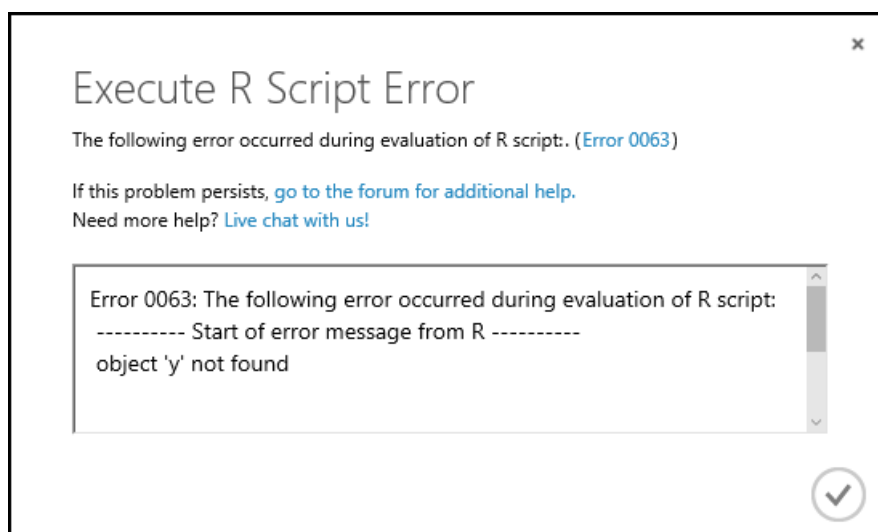 Execute R Script Error
The following error occurred during evaluation of R script:. (Error 0063)
If this problem persists, go to the forum for additional help.
Need more help? Live chat with us!
Error 0063: The following error occurred during evaluation of R script:
---------- Start of error message from R ----------
object 'y' not found